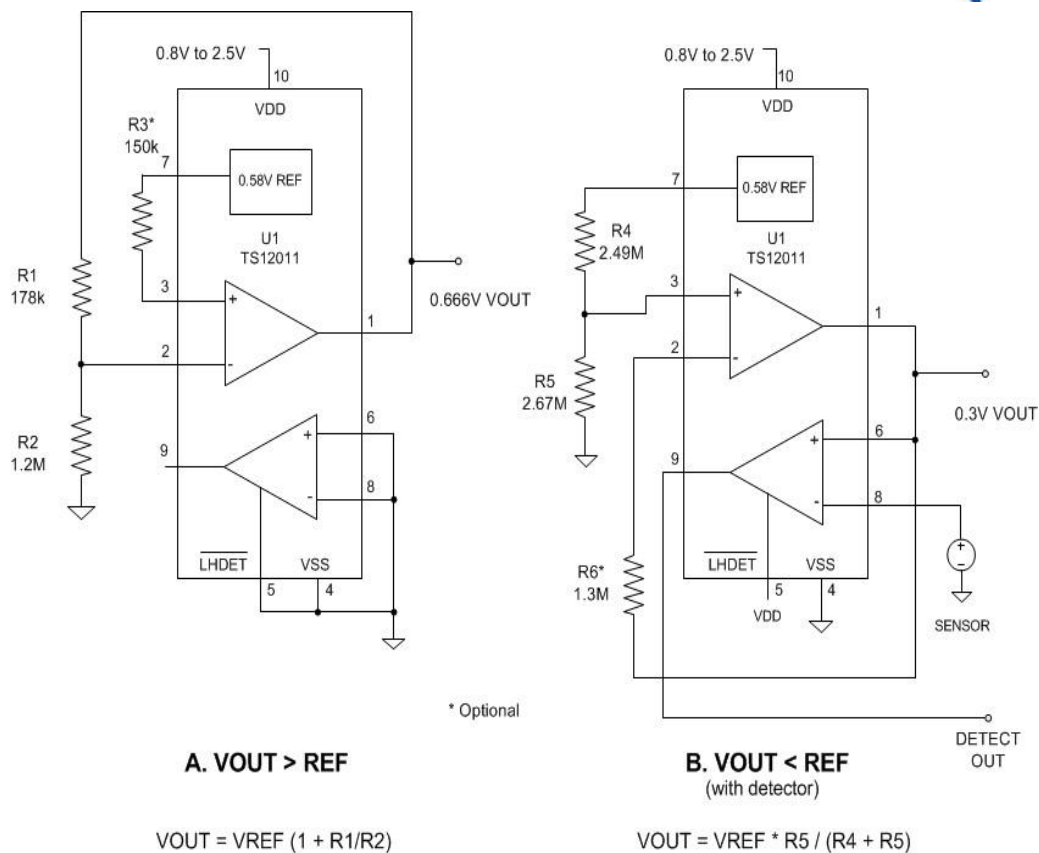 0.8V to 2.5V
10
VDD
R3*
150k
7
0.58V REF
U1
TS12011
R1
178k
3
+
0.666V VOUT
1
2
-
R2
1.2M
6
+
9
8
-
LHDET
VSS
5
4
0.8V to 2.5V
10
VDD
7
0.58V REF
R4
2.49M
U1
TS12011
3
+
1
2
-
R5
2.67M
0.3V VOUT
6
+
9
8
-
+
-
LHDET
VSS
R6*
1.3M
5
4
VDD
SENSOR
* Optional
DETECT
OUT
A. VOUT > REF
VOUT = VREF (1 + R1/R2)
B. VOUT < REF
(with detector)
VOUT = VREF * R5 / (R4 + R5)